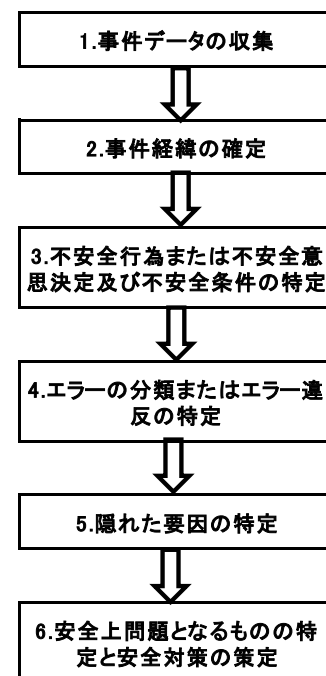 1.事件データの収集
2.事件経緯の確定
3.不安全行為または不安全意
思決定及び不安全条件の特定
4.エラーの分類またはエラー違
反の特定
5.隠れた要因の特定
6.安全上問題となるものの特
定と安全対策の策定